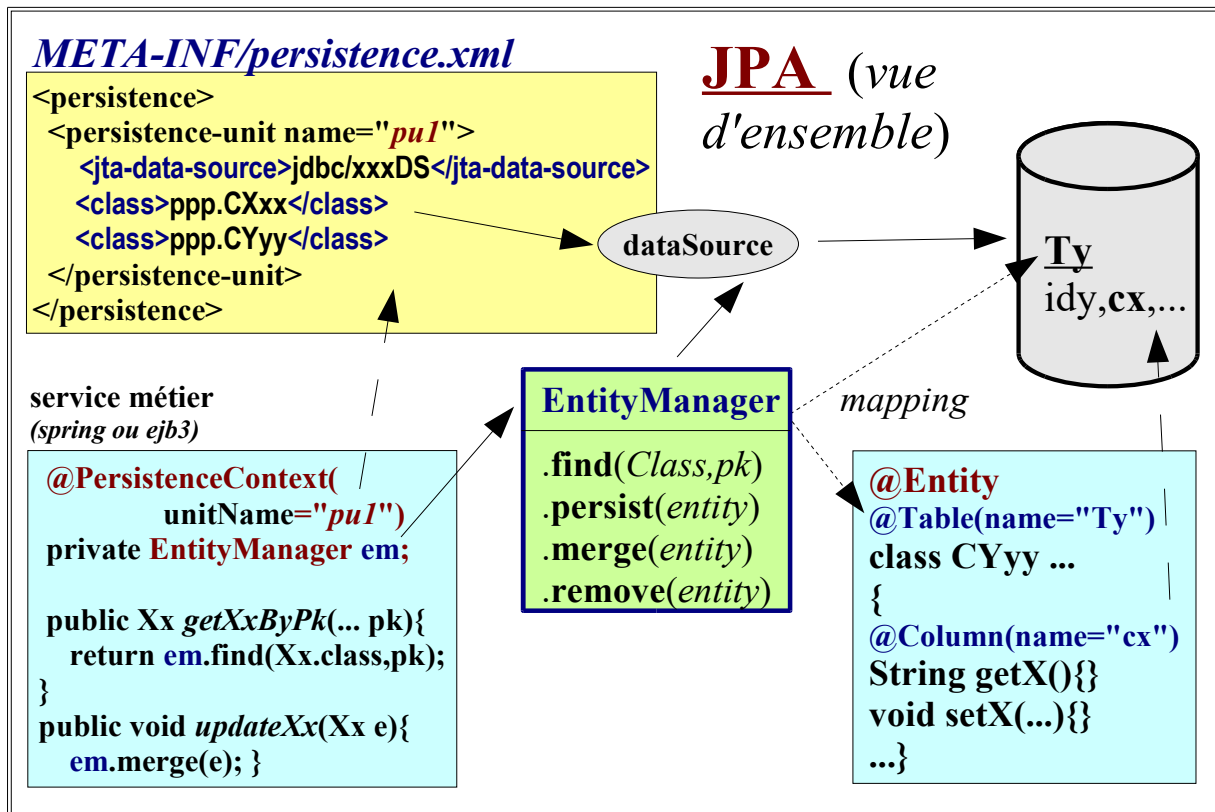 META-INF/persistence.xml
<persistence>
<persistence-unit name="pu1">
<jta-data-source>jdbc/xxxDS</jta-data-source>
<class>ppp.CXxx</class>
<class>ppp.CYyy</class>
</persistence-unit>
</persistence>
JPA (vue
d'ensemble)
dataSource
Ty
idy,cx,...
service métier
(spring ou ejb3)
@PersistenceContext(
unitName="pu1")
private EntityManager em;
public Xx getXxByPk(... pk){
return em.find(Xx.class,pk);
}
public void updateXx(Xx e){
em.merge(e); }
EntityManager
.find(Class,pk)
.persist(entity)
.merge(entity)
.remove(entity)
mapping
@Entity
@Table(name="Ty")
class CYyy ...
{
@Column(name="cx")
String getX(){}
void setX(...){}
...}